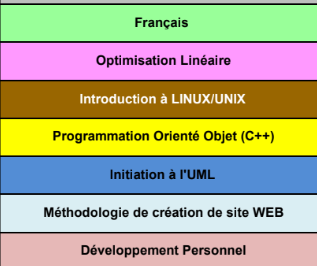 Français
Optimisation Linéaire
Introduction à LINUX/UNIX
Programmation Orienté Objet (C++)
Initiation à l'UML
Méthodologie de création de site WEB
Développement Personnel